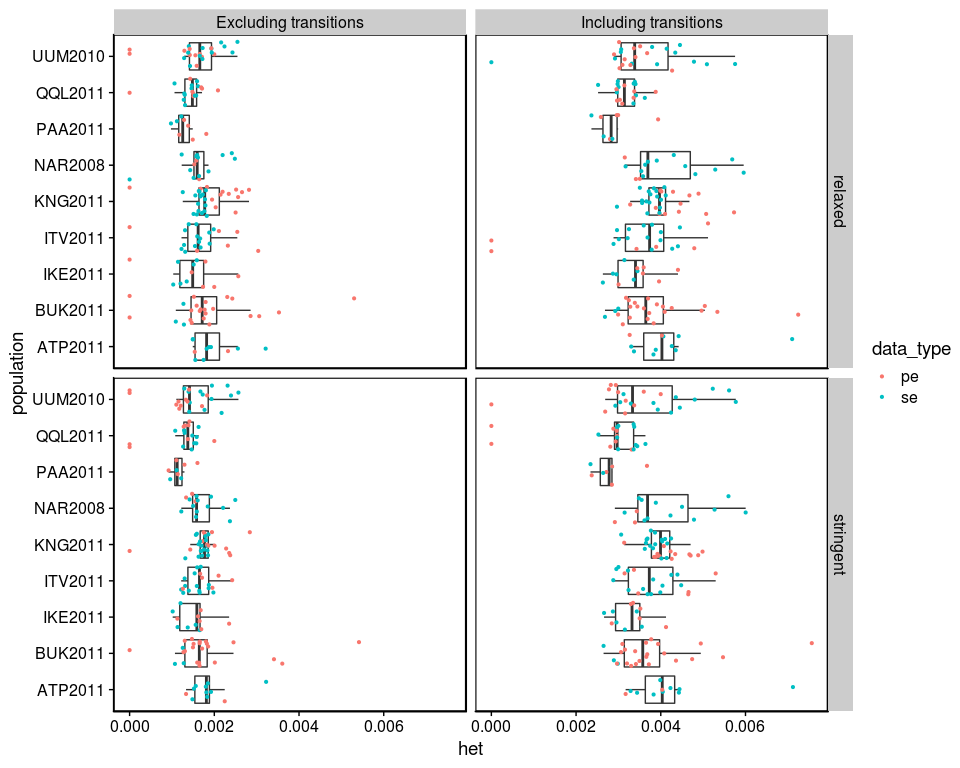 Excluding transitions
Including transitions
population
UUM2010
QQL2011
PAA2011
NAR2008
KNG2011
ITV2011
IKE2011
BUK2011
ATP2011
relaxed
UUM2010
QQL2011
PAA2011
NAR2008
KNG2011
ITV2011
IKE2011
BUK2011
ATP2011
stringent
data_type
pe
se
0.000 0.002 0.004 0.006
0.000 0.002 0.004 0.006
het